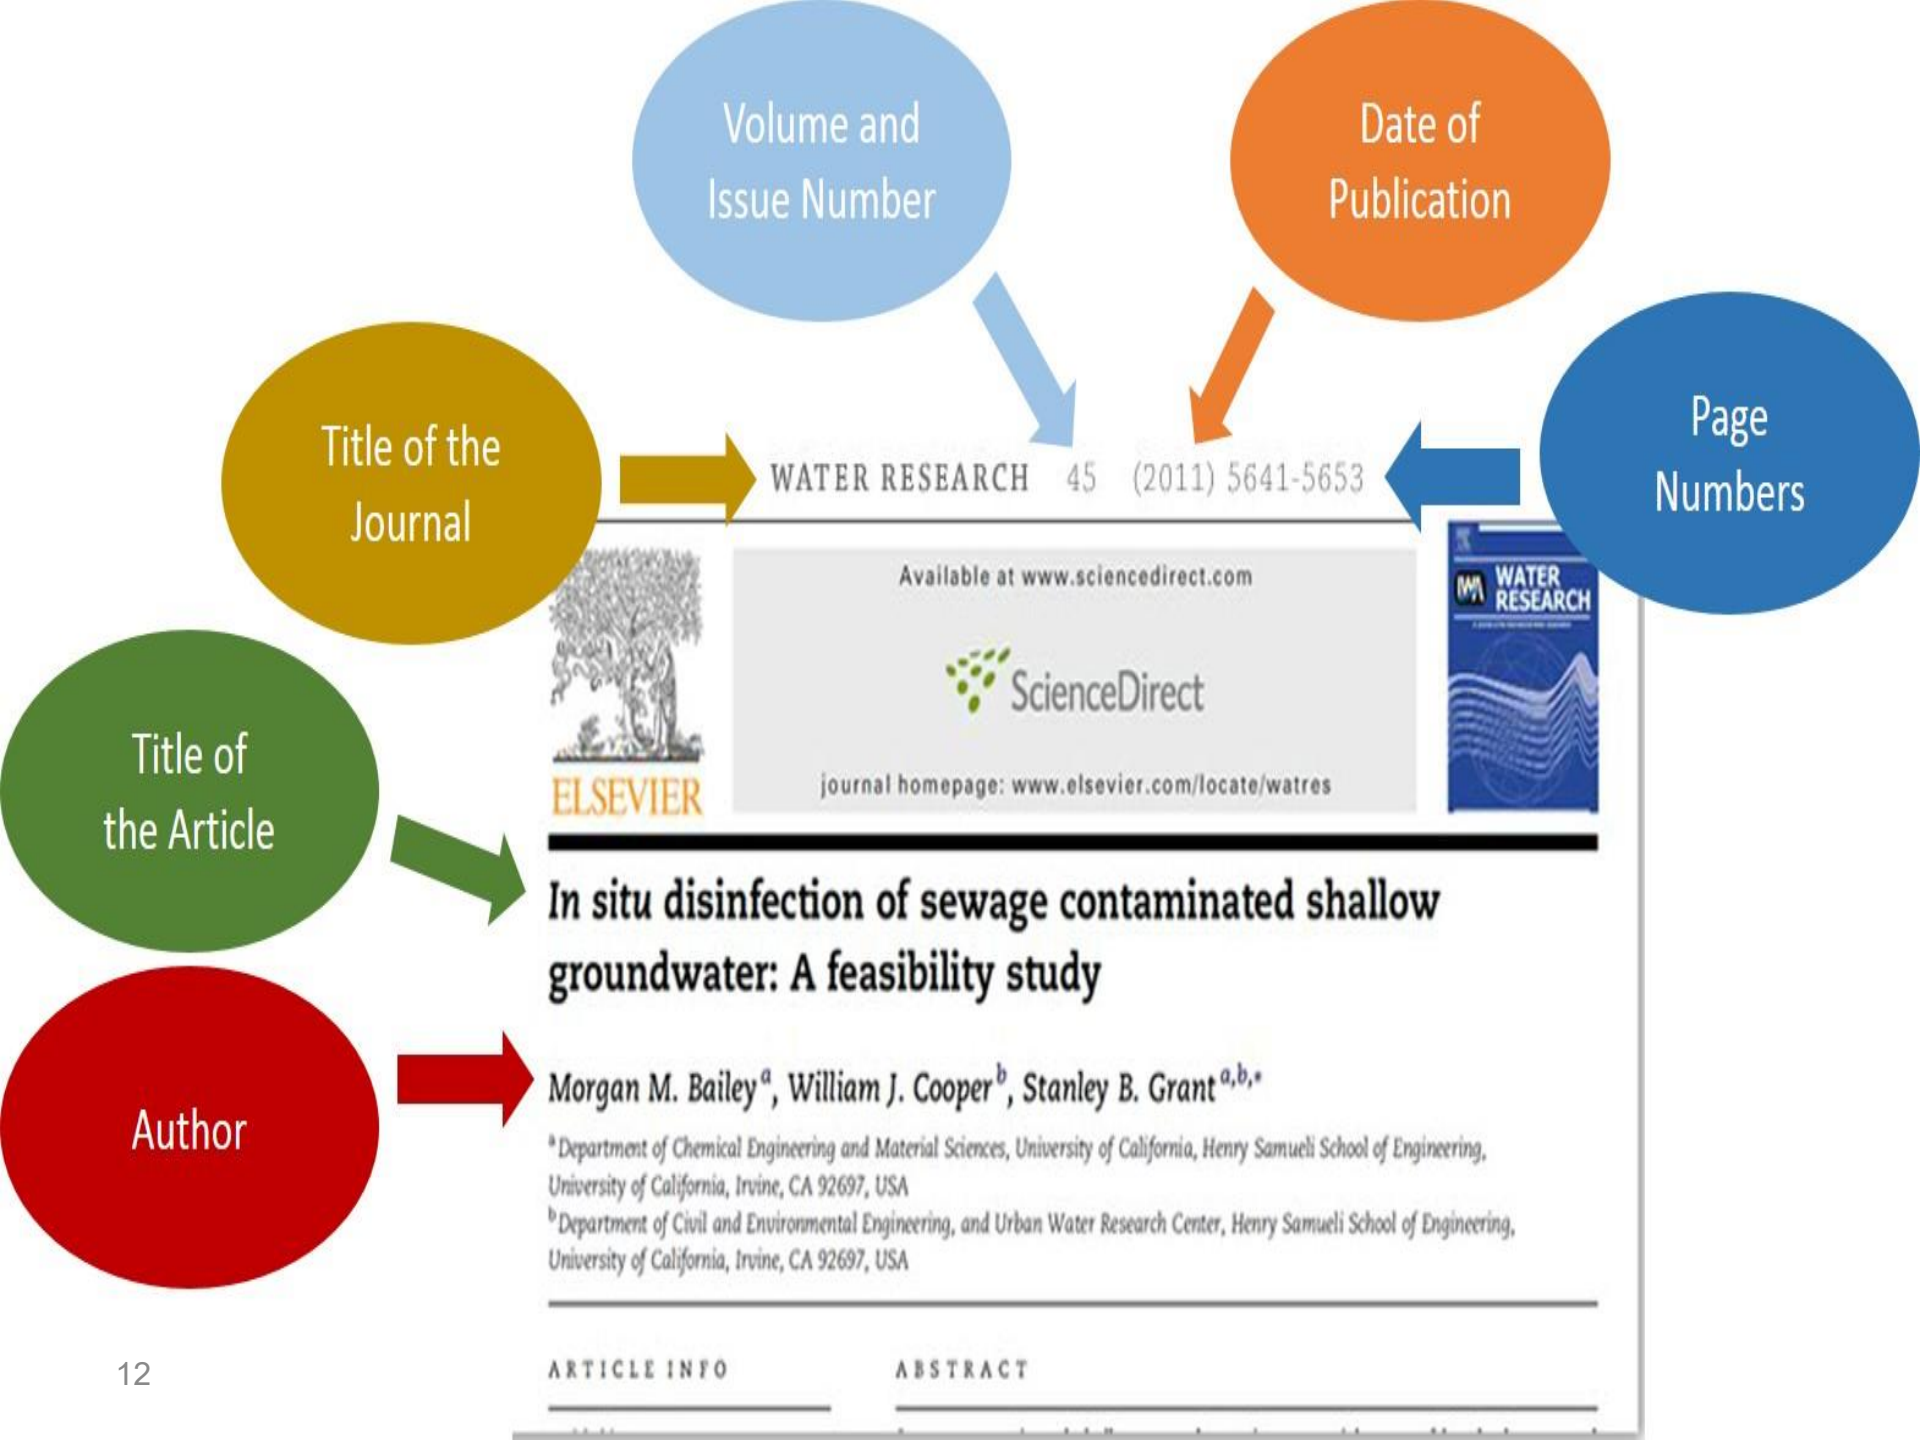 Volume and
Issue Number
Date of
Publication
Title of the
Journal
Page
Numbers
WATER RESEARCH 45 (2011) 5641-5653
Available at www.sciencedirect.com
ScienceDirect
journal homepage: www.elsevier.com/locate/watres
ELSEVIER
IWA
WATER
RESEARCH
Title of
the Article
In situ disinfection of sewage contaminated shallow
groundwater: A feasibility study
Author
Morgan M. Bailey a, William J. Cooper b, Stanley B. Grant a,b,*
a Department of Chemical Engineering and Material Sciences, University of California, Henry Samueli School of Engineering,
University of California, Irvine, CA 92697, USA
b Department of Civil and Environmental Engineering, and Urban Water Research Center, Henry Samueli School of Engineering,
University of California, Irvine, CA 92697, USA
ARTICLE INFO
ABSTRACT
12